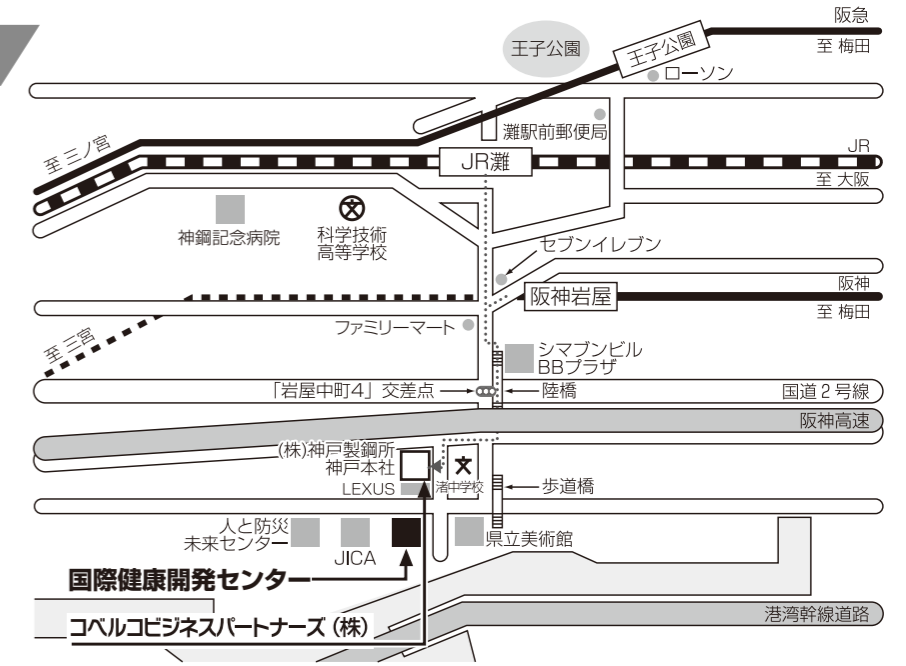 阪急
至 梅田
王子公園
王子公園
ローソン
灘駅前郵便局
至 三ノ宮
JR灘
JR
至 大阪
神鋼記念病院
科学技術
高等学校
セブンイレブン
阪神岩屋
阪神
至 梅田
ファミリーマート
至 三宮
シマブンビル
BBプラザ
「岩屋中町4」交差点
陸橋
国道2号線
阪神高速
(株)神戸製鋼所
神戸本社
LEXUS
渚中学校
歩道橋
人と防災
未来センター
JICA
県立美術館
国際健康開発センター
コベルコビジネスパートナーズ(株)
港湾幹線道路